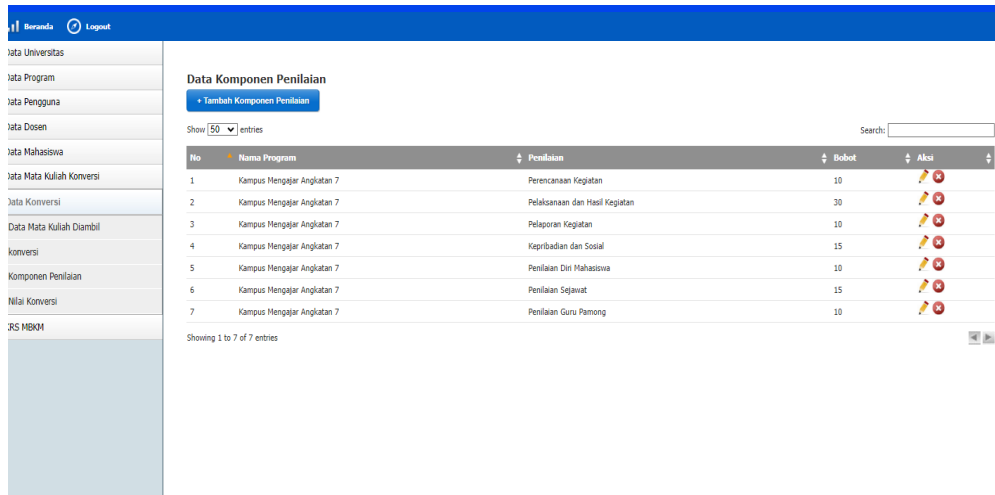 Beranda Logout
Data Universitas
Data Program
Data Pengguna
Data Dosen
Data Mahasiswa
Data Mata Kuliah Konversi
Data Konversi
Data Mata Kuliah Diambil
konversi
Komponen Penilaian
Nilai Konversi
KRS MBKM
Data Komponen Penilaian
+ Tambah Komponen Penilaian
Show 50 entries
Search:
No Nama Program Penilaian Bobot Aksi
1 Kampus Mengajar Angkatan 7 Perencanaan Kegiatan 10
2 Kampus Mengajar Angkatan 7 Pelaksanaan dan Hasil Kegiatan 30
3 Kampus Mengajar Angkatan 7 Pelaporan Kegiatan 10
4 Kampus Mengajar Angkatan 7 Kepribadian dan Sosial 15
5 Kampus Mengajar Angkatan 7 Penilaian Diri Mahasiswa 10
6 Kampus Mengajar Angkatan 7 Penilaian Sejawat 15
7 Kampus Mengajar Angkatan 7 Penilaian Guru Pamong 10
Showing 1 to 7 of 7 entries